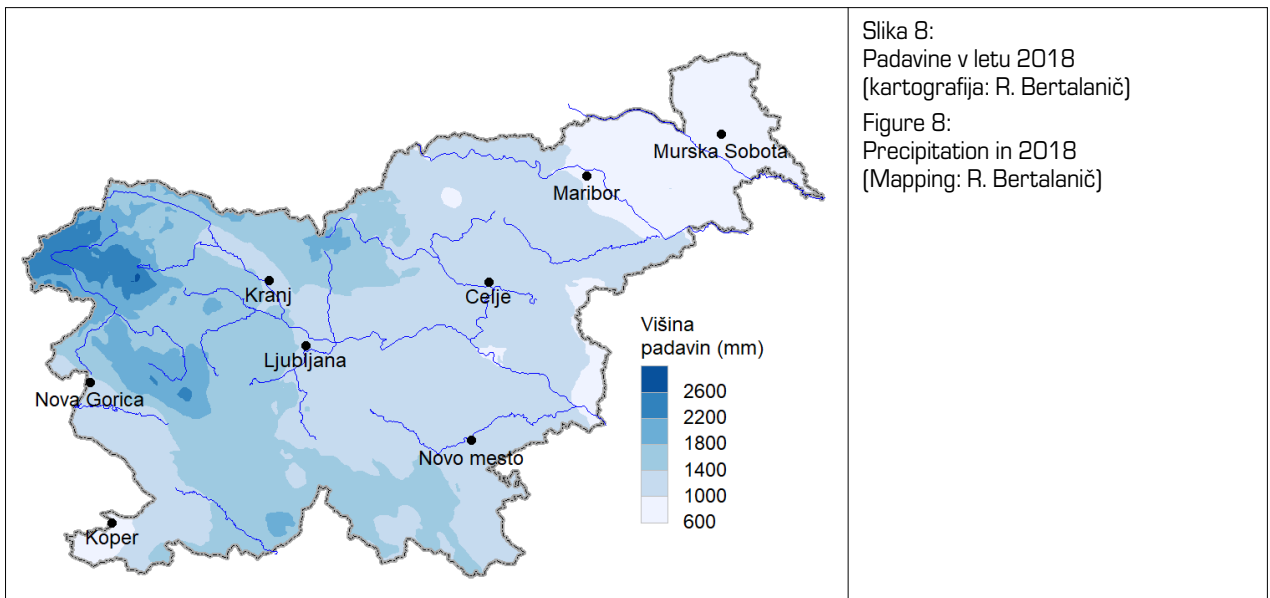 Murska Sobota
Maribor
Kranj
Celje
Ljubljana
Nova Gorica
Novo mesto
Koper
Višina
padavin (mm)
2600
2200
1800
1400
1000
600
Slika 8:
Padavine v letu 2018
(kartografija: R. Bertalanič)
Figure 8:
Precipitation in 2018
(Mapping: R. Bertalanič)